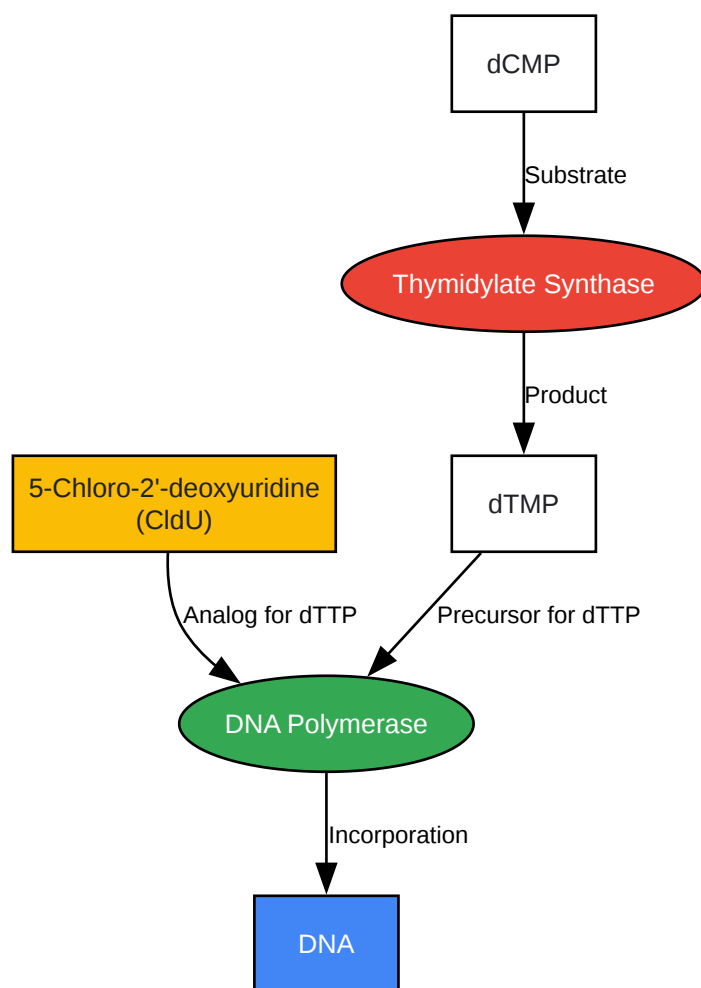 dCMP
Substrate
Thymidylate Synthase
Product
5-Chloro-2'-deoxyuridine
(CldU)
dTMP
Analog for dTTP
Precursor for dTTP
DNA Polymerase
Incorporation
DNA